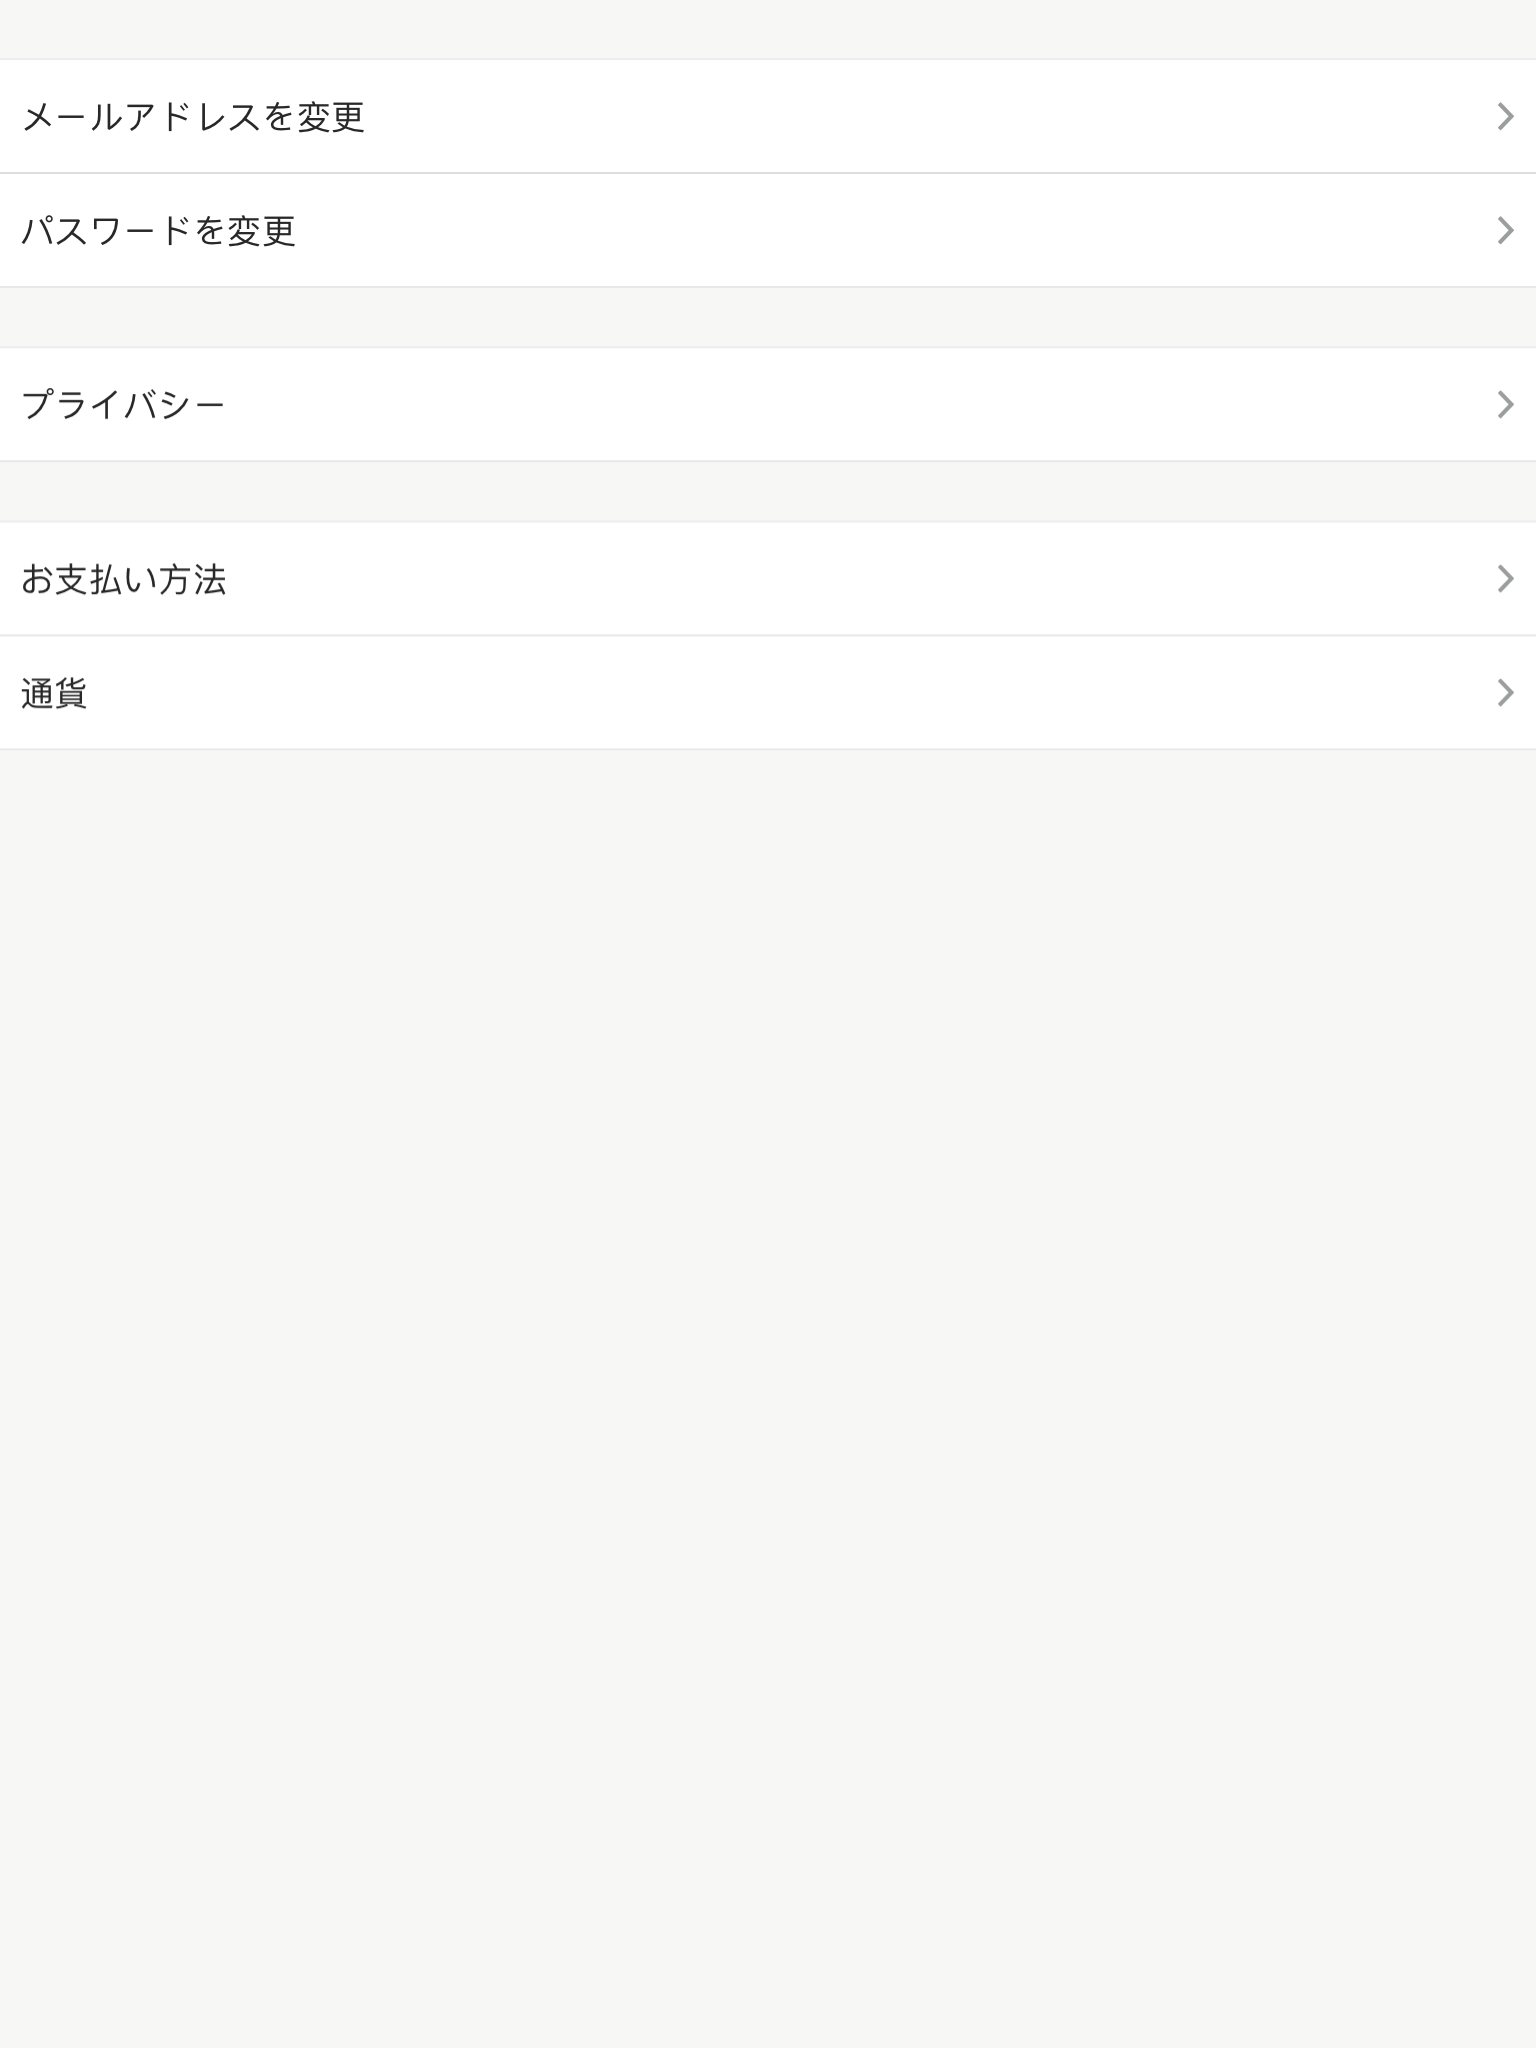 メールアドレスを変更
パスワードを変更
プライバシー
お支払い方法
通貨